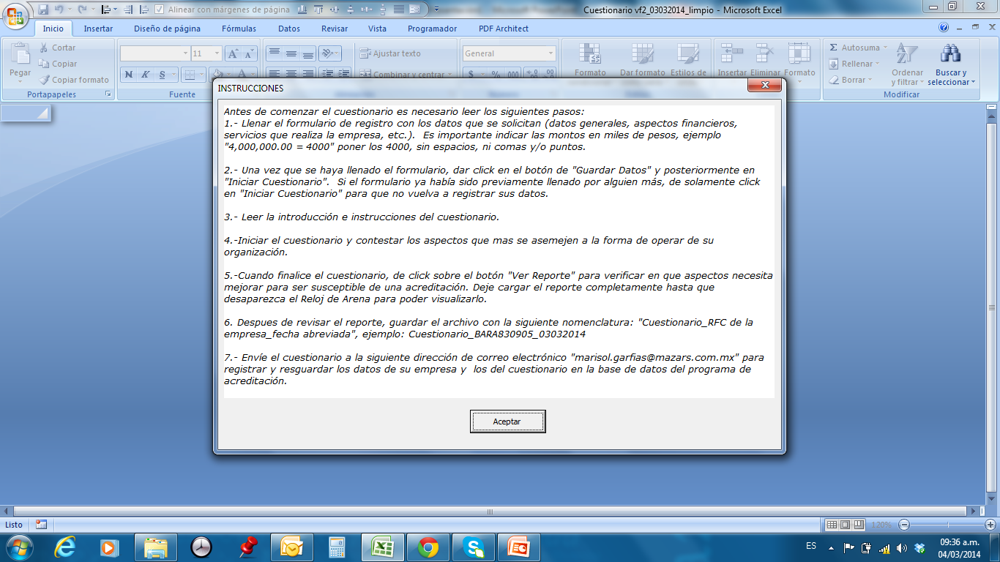 Alinear con márgenes de página
Cuestionario vf2_03032014_limpio - Microsoft Excel
Inicio Insertar Diseño de página Fórmulas Datos Revisar Vista Programador PDF Architect
Cortar
Copiar
Copiar formato
Pegar
Portapapeles
11
N K S
Fuente
Ajustar texto
Combinar y centrar
General
$ % 000
Formato Dar formato Estilos de
Insertar Eliminar Formato
Autosuma
Rellenar
Borrar
Ordenar y filtrar
Buscar y seleccionar
Modificar
INSTRUCCIONES
Antes de comenzar el cuestionario es necesario leer los siguientes pasos:
1.- Llenar el formulario de registro con los datos que se solicitan (datos generales, aspectos financieros,
servicios que realiza la empresa, etc.).  Es importante indicar las montos en miles de pesos, ejemplo
"4,000,000.00 = 4000" poner los 4000, sin espacios, ni comas y/o puntos.
2.- Una vez que se haya llenado el formulario, dar click en el botón de "Guardar Datos" y posteriormente en
"Iniciar Cuestionario".  Si el formulario ya había sido previamente llenado por alguien más, de solamente click
en "Iniciar Cuestionario" para que no vuelva a registrar sus datos.
3.- Leer la introducción e instrucciones del cuestionario.
4.-Iniciar el cuestionario y contestar los aspectos que mas se asemejen a la forma de operar de su
organización.
5.-Cuando finalice el cuestionario, de click sobre el botón "Ver Reporte" para verificar en que aspectos necesita
mejorar para ser susceptible de una acreditación. Deje cargar el reporte completamente hasta que
desaparezca el Reloj de Arena para poder visualizarlo.
6. Despues de revisar el reporte, guardar el archivo con la siguiente nomenclatura: "Cuestionario_RFC de la
empresa_fecha abreviada", ejemplo: Cuestionario_BARA830905_03032014
7.- Envíe el cuestionario a la siguiente dirección de correo electrónico "marisol.garfias@mazars.com.mx" para
registrar y resguardar los datos de su empresa y  los del cuestionario en la base de datos del programa de
acreditación.
Aceptar
Listo
120%
ES
09:36 a.m.
04/03/2014